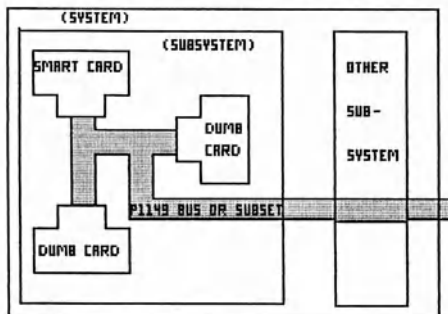 (SYSTEM)
(SUBSYSTEM)
SMART CARD
DUMB
CARD
DUMB CARD
P1149 BUS OR SUBSET
OTHER
SUB-
SYSTEM